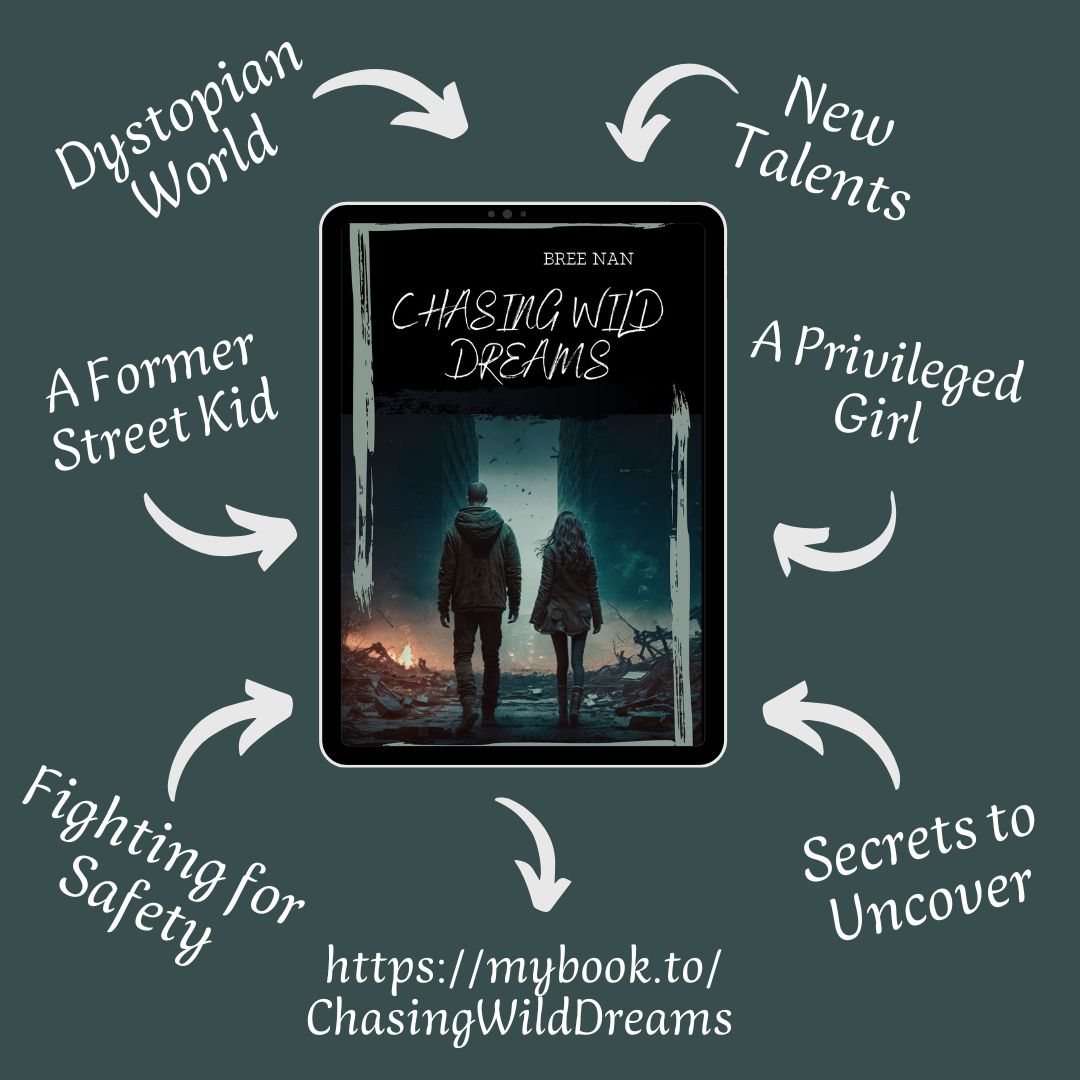 Dystopian
World
New
Talents
BREE NAN
CHASING WILD
DREAMS
A Former
Street Kid
A Privileged
Girl
Fighting for
Safety
Secrets to
Uncover
https://mybook.to/
ChasingWildDreams